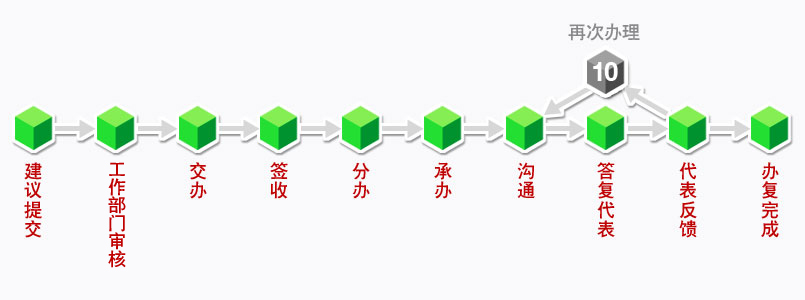 再次办理
10
建议提交
工作部门审核
交办
签收
分办
承办
沟通
答复代表
代表反馈
办复完成